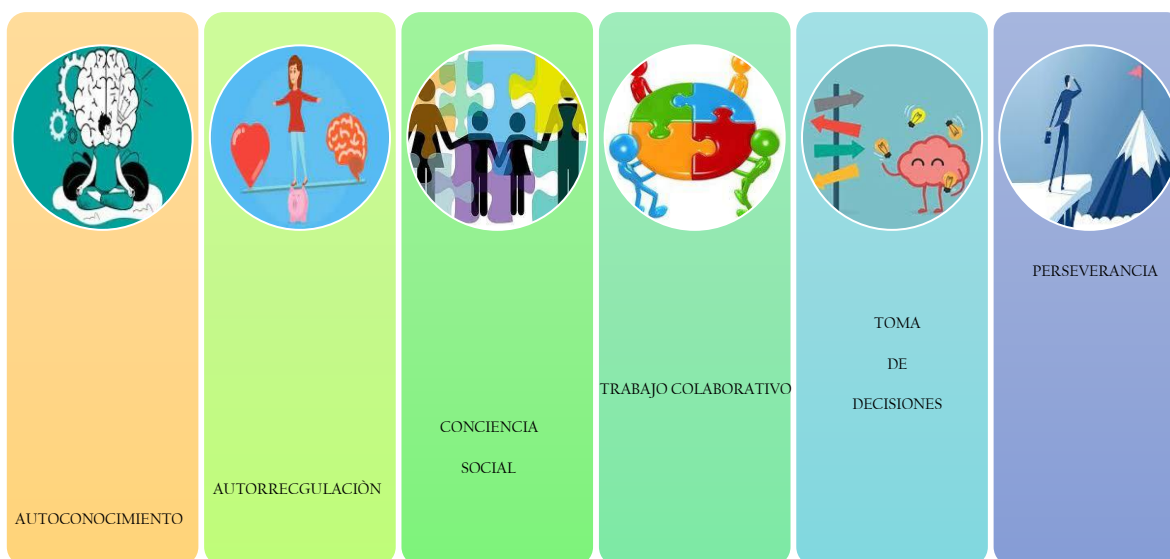 AUTOCONOCIMIENTO
AUTORRECGULACIÒN
CONCIENCIA
SOCIAL
TRABAJO COLABORATIVO
TOMA
DE
DECISIONES
PERSEVERANCIA